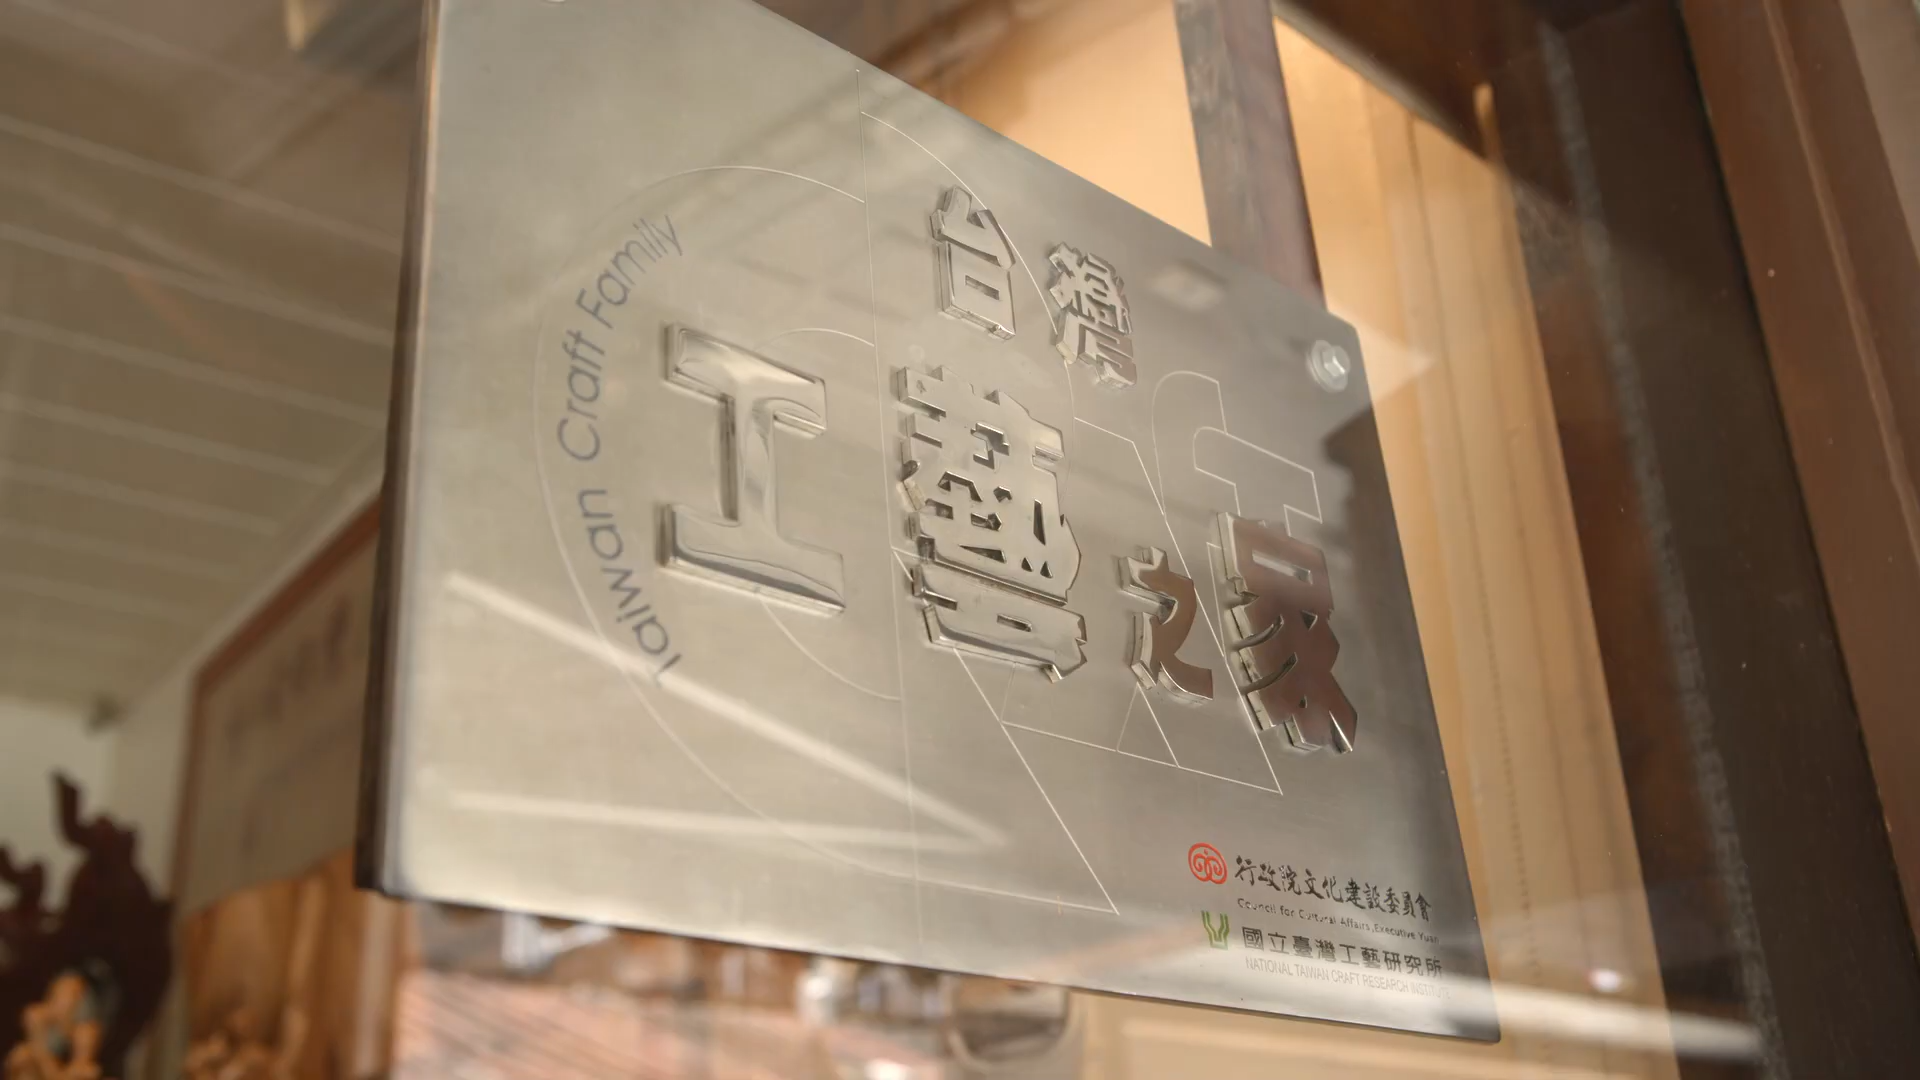 台灣
工藝之家
Taiwan Craft Family
行政院文化建設委員會
Council for Cultural Affairs, Executive Yuan
國立臺灣工藝研究所
NATIONAL TAIWAN CRAFT RESEARCH INSTITUTE